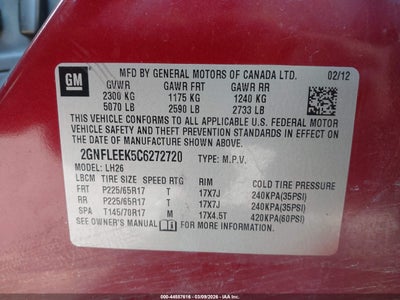 GM
MFD BY GENERAL MOTORS OF CANADA LTD. 02/12
GVWR GAWR FRT GAWR RR
2300 KG 1175 KG 1240 KG
5070 LB 2590 LB 2733 LB
THIS VEHICLE CONFORMS TO ALL APPLICABLE U.S. FEDERAL MOTOR
VEHICLE SAFETY AND THEFT PREVENTION STANDARDS IN EFFECT ON
THE DATE OF MANUFACTURE SHOWN ABOVE.
2GNFLEEK5C6272720 TYPE: M.P.V.
MODEL: LH26
LBCM TIRE SIZE SPEED RTG RIM COLD TIRE PRESSURE
FRT P225/65R17 T 17X7J 240KPA(35PSI)
RR P225/65R17 T 17X7J 240KPA(35PSI)
SPA T145/70R17 M 17X4.5T 420KPA(60PSI)
SEE OWNER'S MANUAL FOR MORE INFORMATION.
000-44557616 - 03/09/2026 - IAAI.COM